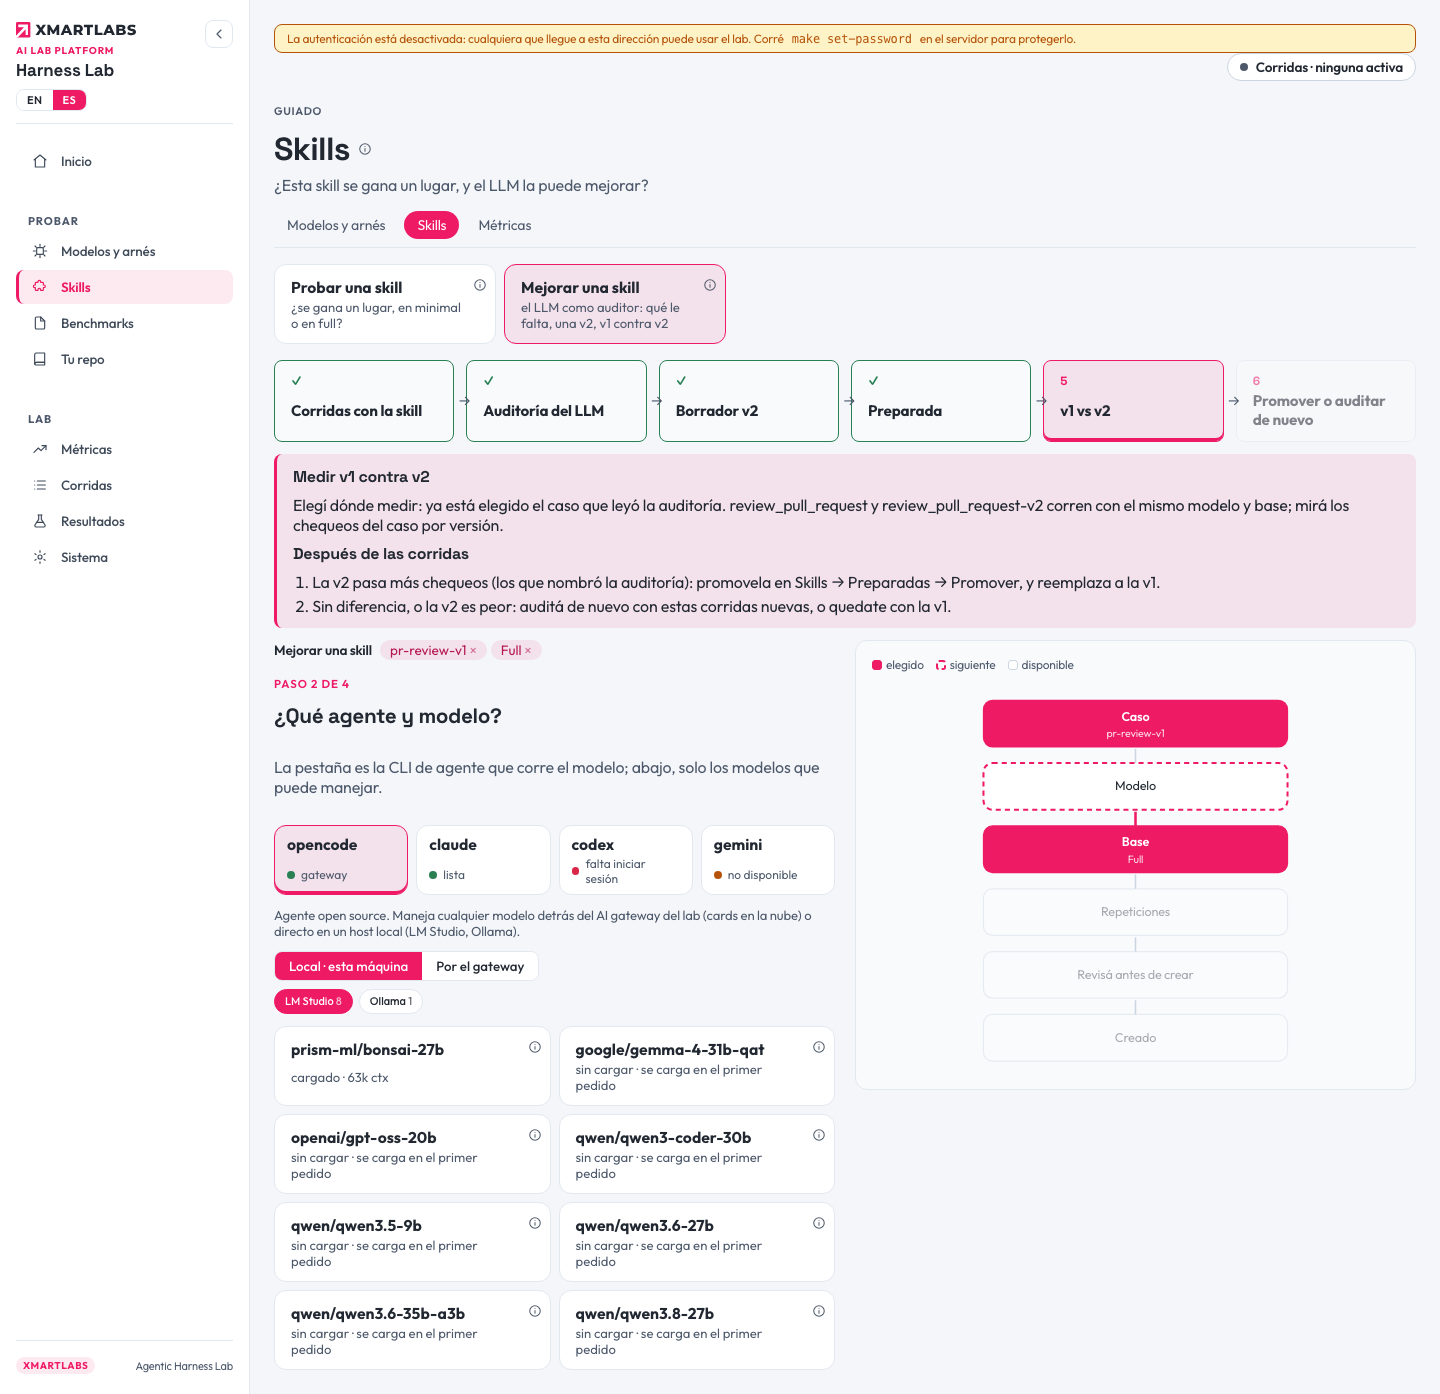 XMARTLABS
AI LAB PLATFORM
Harness Lab
EN ES
Inicio
PROBAR
Modelos y arnés
Skills
Benchmarks
Tu repo
LAB
Métricas
Corridas
Resultados
Sistema
XMARTLABS Agentic Harness Lab
La autenticación está desactivada: cualquiera que llegue a esta dirección puede usar el lab. Corré make set-password en el servidor para protegerlo.
Corridas · ninguna activa
GUIADO
Skills
¿Esta skill se gana un lugar, y el LLM la puede mejorar?
Modelos y arnés Skills Métricas
Probar una skill
¿se gana un lugar, en minimal
o en full?
Mejorar una skill
el LLM como auditor: qué le
falta, una v2, v1 contra v2
Corridas con la skill
Auditoría del LLM
Borrador v2
Preparada
5
v1 vs v2
6
Promover o auditar
de nuevo
Medir v1 contra v2
Elegí dónde medir: ya está elegido el caso que leyó la auditoría. review_pull_request y review_pull_request-v2 corren con el mismo modelo y base; mirá los
chequeos del caso por versión.
Después de las corridas
1. La v2 pasa más chequeos (los que nombró la auditoría): promovela en Skills → Preparadas → Promover, y reemplaza a la v1.
2. Sin diferencia, o la v2 es peor: auditá de nuevo con estas corridas nuevas, o quedate con la v1.
Mejorar una skill pr-review-v1 × Full ×
PASO 2 DE 4
¿Qué agente y modelo?
La pestaña es la CLI de agente que corre el modelo; abajo, solo los modelos que
puede manejar.
opencode
gateway
claude
lista
codex
falta iniciar
sesión
gemini
no disponible
Agente open source. Maneja cualquier modelo detrás del AI gateway del lab (cards en la nube) o
directo en un host local (LM Studio, Ollama).
Local · esta máquina Por el gateway
LM Studio 8 Ollama 1
prism-ml/bonsai-27b
cargado · 63k ctx
google/gemma-4-31b-qat
sin cargar · se carga en el primer
pedido
openai/gpt-oss-20b
sin cargar · se carga en el primer
pedido
qwen/qwen3-coder-30b
sin cargar · se carga en el primer
pedido
qwen/qwen3.5-9b
sin cargar · se carga en el primer
pedido
qwen/qwen3.6-27b
sin cargar · se carga en el primer
pedido
qwen/qwen3.6-35b-a3b
sin cargar · se carga en el primer
pedido
qwen/qwen3.8-27b
sin cargar · se carga en el primer
pedido
elegido siguiente disponible
Caso
pr-review-v1
Modelo
Base
Full
Repeticiones
Revisá antes de crear
Creado